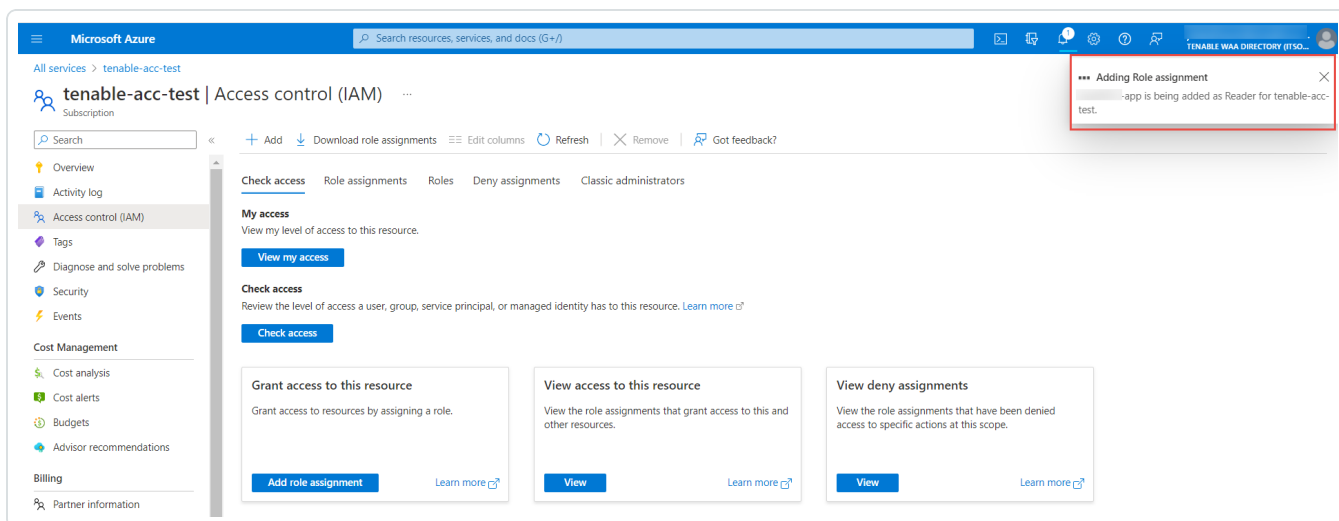 Microsoft Azure
Search resources, services, and docs (G+/)
1
TENABLE WAA DIRECTORY (ITSO...
All services > tenable-acc-test
tenable-acc-test | Access control (IAM) ...
Subscription
Adding Role assignment
-app is being added as Reader for tenable-acc-
test.
Search
«
Add
Download role assignments
Edit columns
Refresh
Remove
Got feedback?
Overview
Activity log
Access control (IAM)
Tags
Diagnose and solve problems
Security
Events
Cost Management
Cost analysis
Cost alerts
Budgets
Advisor recommendations
Billing
Partner information
Check access
Role assignments
Roles
Deny assignments
Classic administrators
My access
View my level of access to this resource.
View my access
Check access
Review the level of access a user, group, service principal, or managed identity has to this resource. Learn more
Check access
Grant access to this resource
Grant access to resources by assigning a role.
Add role assignment
Learn more
View access to this resource
View the role assignments that grant access to this and
other resources.
View
Learn more
View deny assignments
View the role assignments that have been denied
access to specific actions at this scope.
View
Learn more